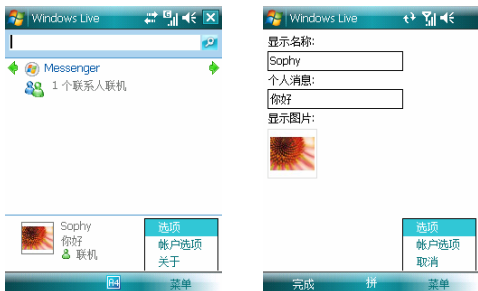 Windows Live
Messenger
1 个联系人联机
Sophy
你好
联机
选项
帐户选项
关于
菜单
Windows Live
显示名称:
Sophy
个人消息:
你好
显示图片:
选项
帐户选项
取消
完成
拼
菜单